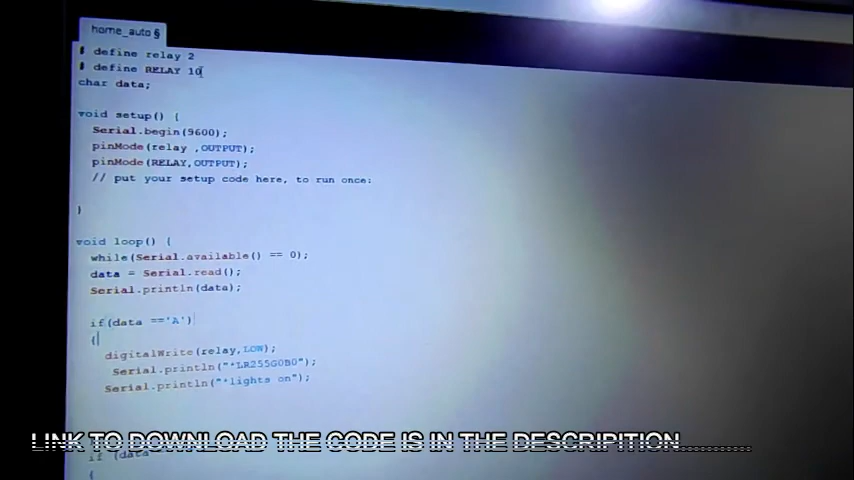 home_auto §
# define relay 2
# define RELAY 10
char data;
void setup() {
Serial.begin(9600);
pinMode(relay ,OUTPUT);
pinMode(RELAY,OUTPUT);
// put your setup code here, to run once:
}
void loop() {
while(Serial.available() == 0);
data = Serial.read();
Serial.println(data);
if(data =='A')
{
digitalWrite(relay,LOW);
Serial.println("*LR255G0B0");
Serial.println("*lights on");
LINK TO DOWNLOAD THE CODE IS IN THE DESCRIPITION...........
if (data
{